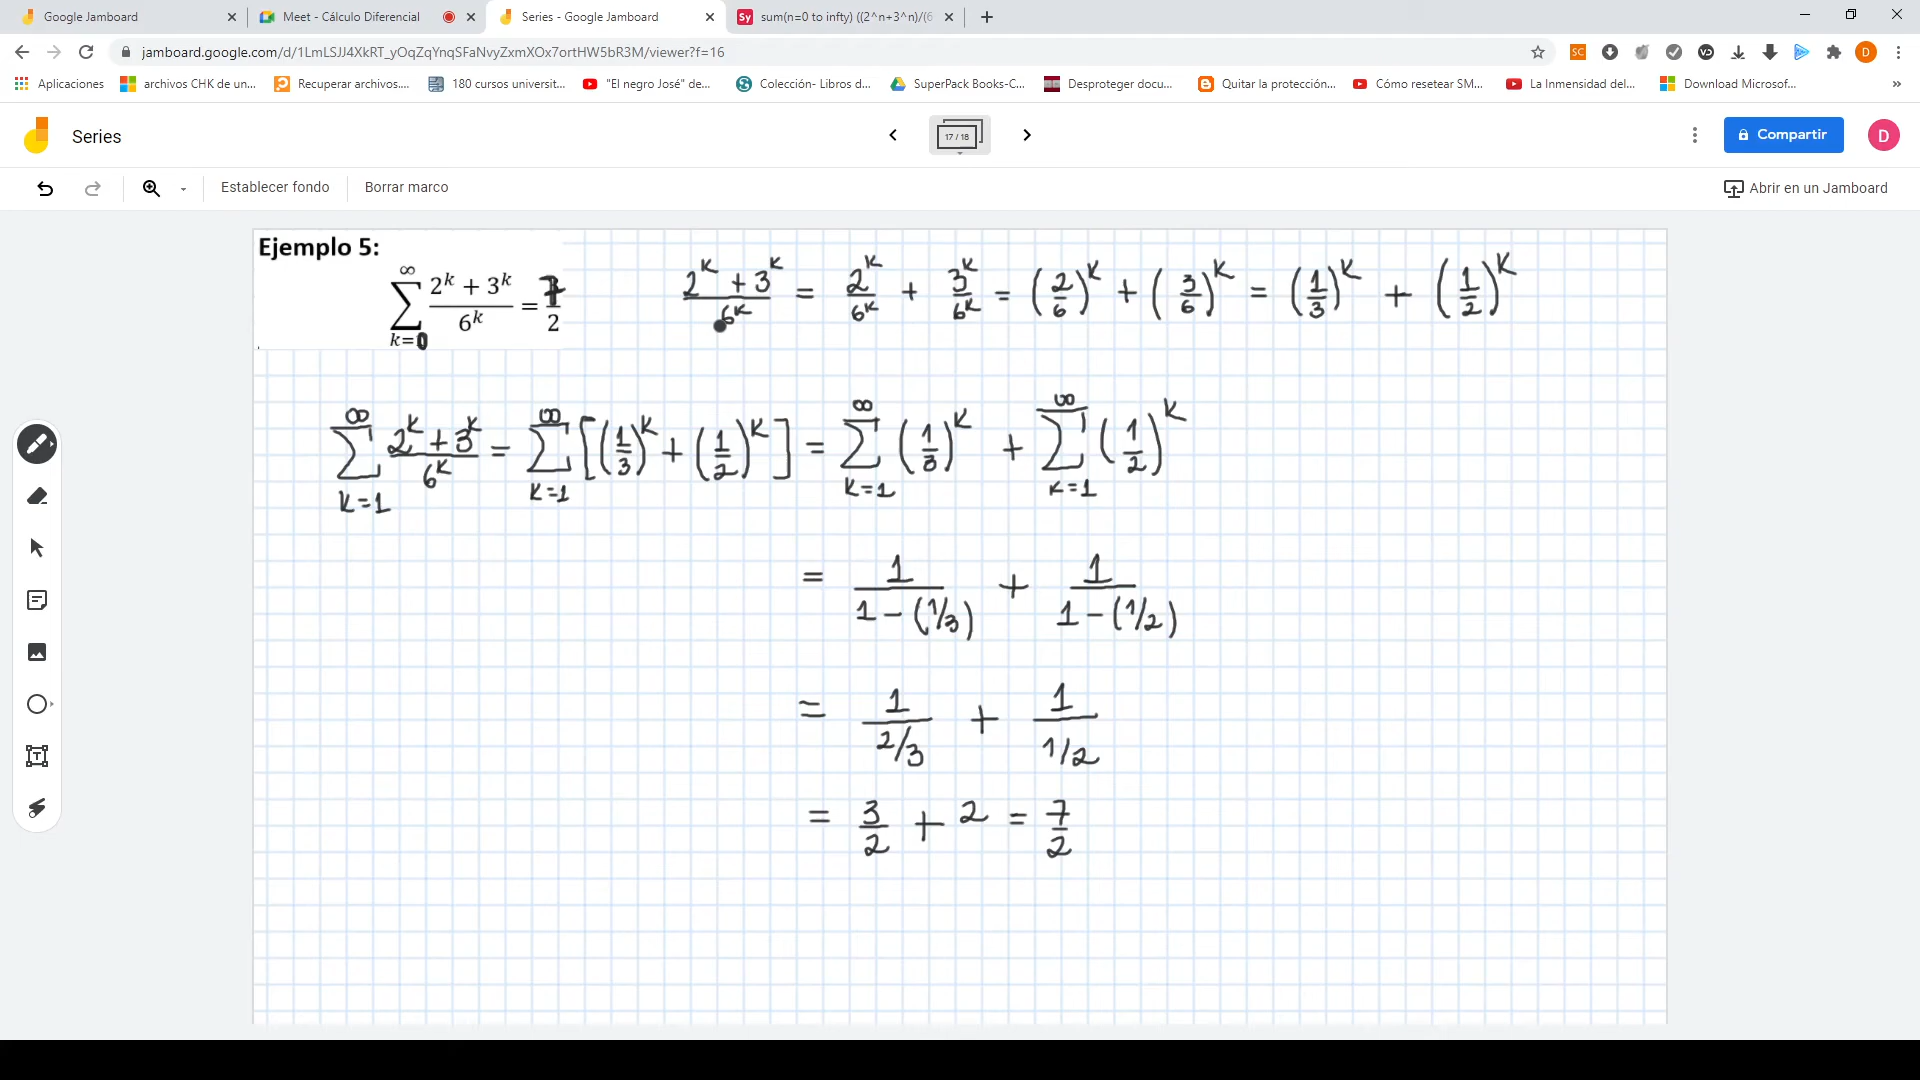 Google Jamboard
Meet - Cálculo Diferencial
Series - Google Jamboard
Sy sum(n=0 to infty) ((2^n+3^n)/(6
jamboard.google.com/d/1LmLSJJ4XkRT_yOqZqYnqSFaNvyZxmXOx7ortHW5bR3M/viewer?f=16
SC
VD
D
Aplicaciones
archivos CHK de un...
Recuperar archivos....
180 cursos universit...
"El negro José" de...
Colección- Libros d...
SuperPack Books-C...
Desproteger docu...
Quitar la protección...
Cómo resetear SM...
La Inmensidad del...
Download Microsof...
»
Series
17 / 18
Compartir
D
Establecer fondo
Borrar marco
Abrir en un Jamboard
Ejemplo 5:
∑_{k=0}^{∞} (2^k + 3^k)/6^k = 7/2
(2^k + 3^k)/6^k = 2^k/6^k + 3^k/6^k = (2/6)^k + (3/6)^k = (1/3)^k + (1/2)^k
∑_{k=1}^{∞} (2^k + 3^k)/6^k = ∑_{k=1}^{∞} [(1/3)^k + (1/2)^k] = ∑_{k=1}^{∞} (1/3)^k + ∑_{k=1}^{∞} (1/2)^k
= 1/(1 - (1/3)) + 1/(1 - (1/2))
= 1/(2/3) + 1/(1/2)
= 3/2 + 2 = 7/2